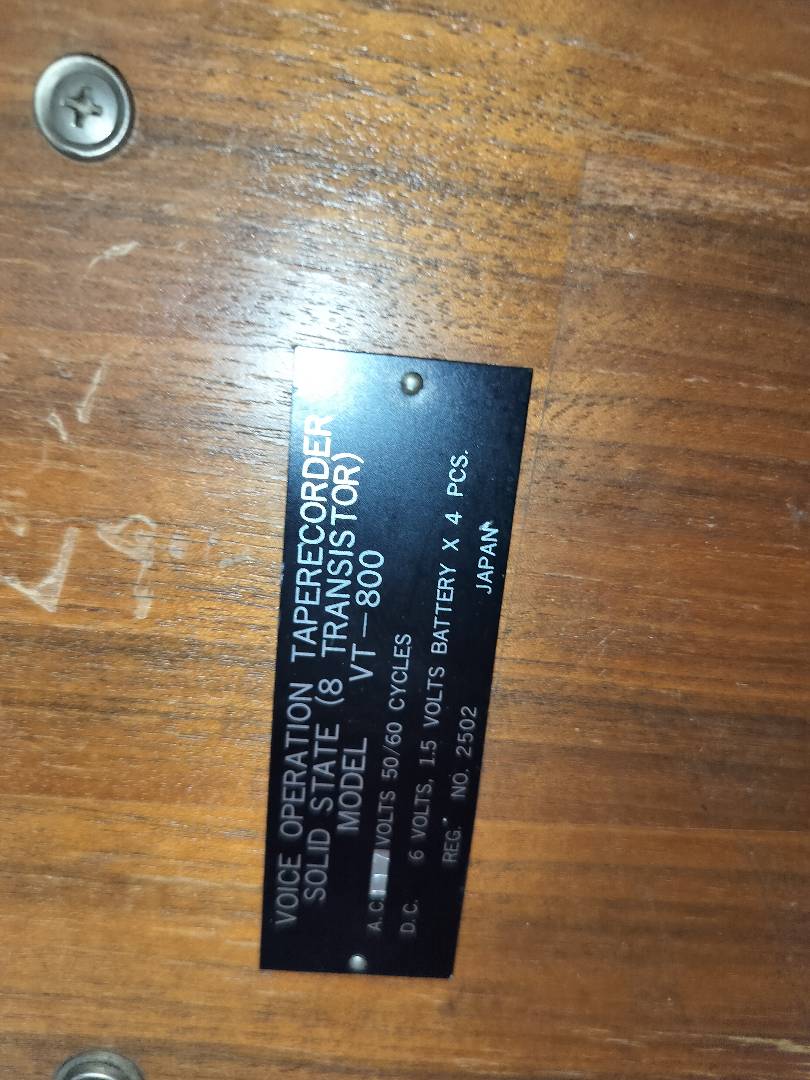 VOICE OPERATION TAPERECORDER
SOLID STATE (8 TRANSISTOR)
MODEL VT-800
A.C. 117 VOLTS 50/60 CYCLES
D.C. 6 VOLTS, 1.5 VOLTS BATTERY X 4 PCS.
REG. NO. 2502 JAPAN